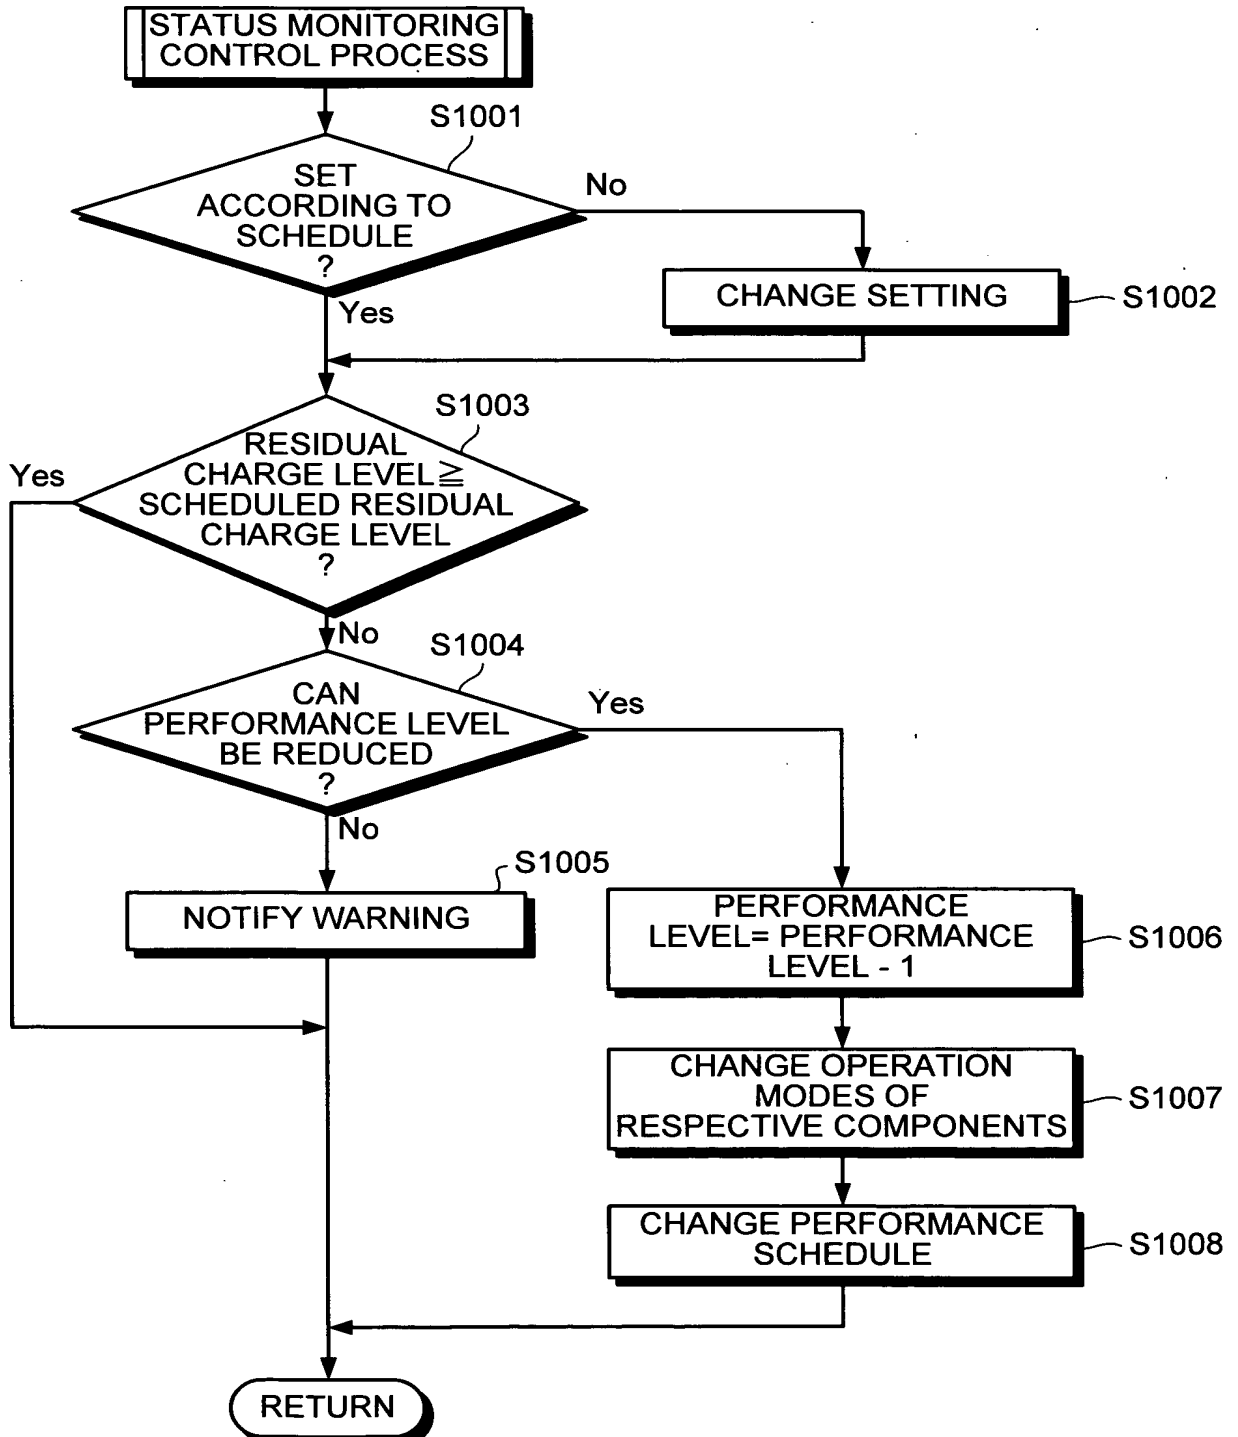 STATUS MONITORING
CONTROL PROCESS
S1001
SET
ACCORDING TO
SCHEDULE
?
No
Yes
CHANGE SETTING
S1002
S1003
RESIDUAL
CHARGE LEVEL≧
SCHEDULED RESIDUAL
CHARGE LEVEL
?
Yes
No
S1004
CAN
PERFORMANCE LEVEL
BE REDUCED
?
Yes
No
S1005
NOTIFY WARNING
PERFORMANCE
LEVEL= PERFORMANCE
LEVEL - 1
S1006
CHANGE OPERATION
MODES OF
RESPECTIVE COMPONENTS
S1007
CHANGE PERFORMANCE
SCHEDULE
S1008
RETURN